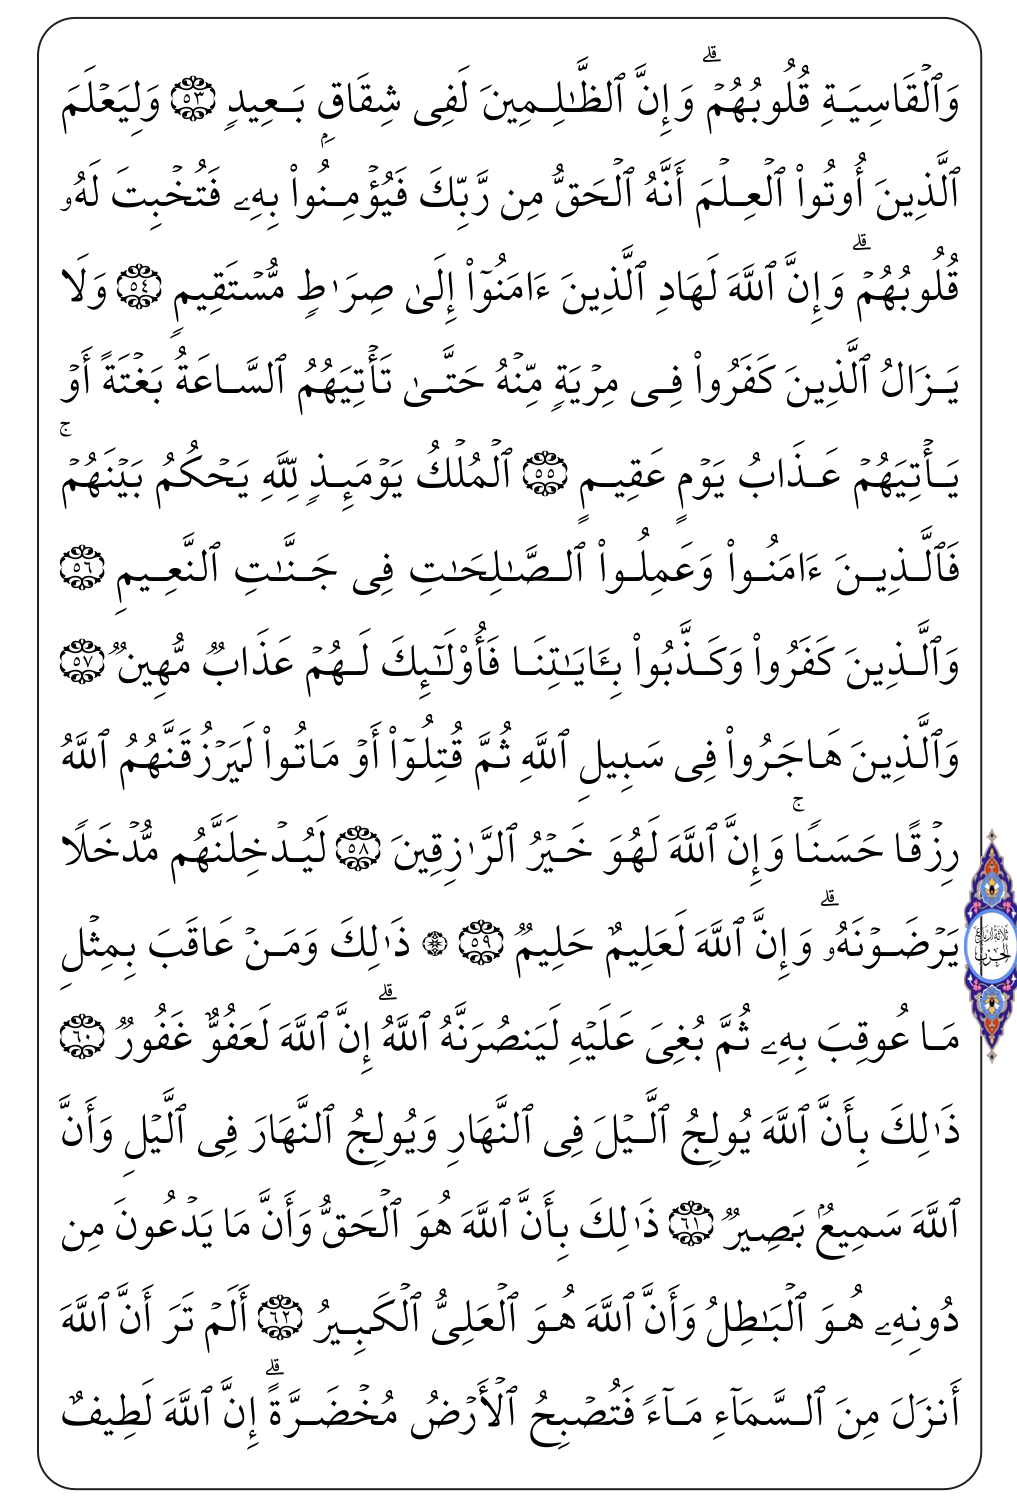 وَٱلۡقَاسِيَةِ قُلُوبُهُمۡۗ وَإِنَّ ٱلظَّٰلِمِينَ لَفِي شِقَاقِۭ بَعِيدٖ ٥٣ وَلِيَعۡلَمَ
ٱلَّذِينَ أُوتُواْ ٱلۡعِلۡمَ أَنَّهُ ٱلۡحَقُّ مِن رَّبِّكَ فَيُؤۡمِنُواْ بِهِۦ فَتُخۡبِتَ لَهُۥ
قُلُوبُهُمۡۗ وَإِنَّ ٱللَّهَ لَهَادِ ٱلَّذِينَ ءَامَنُوٓاْ إِلَىٰ صِرَٰطٖ مُّسۡتَقِيمٖ ٥٤ وَلَا
يَزَالُ ٱلَّذِينَ كَفَرُواْ فِي مِرۡيَةٖ مِّنۡهُ حَتَّىٰ تَأۡتِيَهُمُ ٱلسَّاعَةُ بَغۡتَةً أَوۡ
يَأۡتِيَهُمۡ عَذَابُ يَوۡمٍ عَقِيمٍ ٥٥ ٱلۡمُلۡكُ يَوۡمَئِذٖ لِّلَّهِ يَحۡكُمُ بَيۡنَهُمۡۚ
فَٱلَّذِينَ ءَامَنُواْ وَعَمِلُواْ ٱلصَّٰلِحَٰتِ فِي جَنَّٰتِ ٱلنَّعِيمِ ٥٦
وَٱلَّذِينَ كَفَرُواْ وَكَذَّبُواْ بِـَٔايَٰتِنَا فَأُوْلَٰٓئِكَ لَهُمۡ عَذَابٞ مُّهِينٞ ٥٧
وَٱلَّذِينَ هَاجَرُواْ فِي سَبِيلِ ٱللَّهِ ثُمَّ قُتِلُوٓاْ أَوۡ مَاتُواْ لَيَرۡزُقَنَّهُمُ ٱللَّهُ
رِزۡقًا حَسَنٗاۚ وَإِنَّ ٱللَّهَ لَهُوَ خَيۡرُ ٱلرَّٰزِقِينَ ٥٨ لَيُدۡخِلَنَّهُم مُّدۡخَلٗا
يَرۡضَوۡنَهُۥۗ وَإِنَّ ٱللَّهَ لَعَلِيمٌ حَلِيمٞ ٥٩ ۞ ذَٰلِكَۖ وَمَنۡ عَاقَبَ بِمِثۡلِ
مَا عُوقِبَ بِهِۦ ثُمَّ بُغِيَ عَلَيۡهِ لَيَنصُرَنَّهُ ٱللَّهُۗ إِنَّ ٱللَّهَ لَعَفُوٌّ غَفُورٞ ٦٠
ذَٰلِكَ بِأَنَّ ٱللَّهَ يُولِجُ ٱلَّيۡلَ فِي ٱلنَّهَارِ وَيُولِجُ ٱلنَّهَارَ فِي ٱلَّيۡلِ وَأَنَّ
ٱللَّهَ سَمِيعُۢ بَصِيرٞ ٦١ ذَٰلِكَ بِأَنَّ ٱللَّهَ هُوَ ٱلۡحَقُّ وَأَنَّ مَا يَدۡعُونَ مِن
دُونِهِۦ هُوَ ٱلۡبَٰطِلُ وَأَنَّ ٱللَّهَ هُوَ ٱلۡعَلِيُّ ٱلۡكَبِيرُ ٦٢ أَلَمۡ تَرَ أَنَّ ٱللَّهَ
أَنزَلَ مِنَ ٱلسَّمَآءِ مَآءٗ فَتُصۡبِحُ ٱلۡأَرۡضُ مُخۡضَرَّةًۗ إِنَّ ٱللَّهَ لَطِيفٌ
ثلاثة أرباع
الحزب